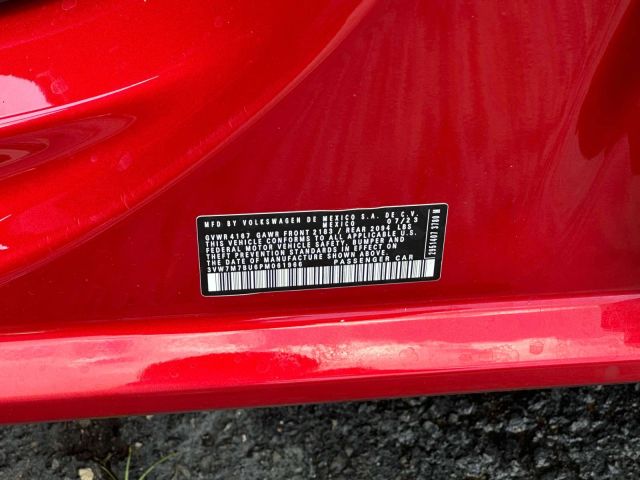 MFD BY VOLKSWAGEN DE MEXICO S.A. DE C.V.
MEXICO 07/23
GVWR 4187 GAWR FRONT 2183 / REAR 2094 LBS
THIS VEHICLE CONFORMS TO ALL APPLICABLE U.S.
FEDERAL MOTOR VEHICLE SAFETY, BUMPER AND
THEFT PREVENTION STANDARDS IN EFFECT
ON THE DATE OF MANUFACTURE SHOWN ABOVE.
3VW7M7BU6PM061966 PASSENGER CAR